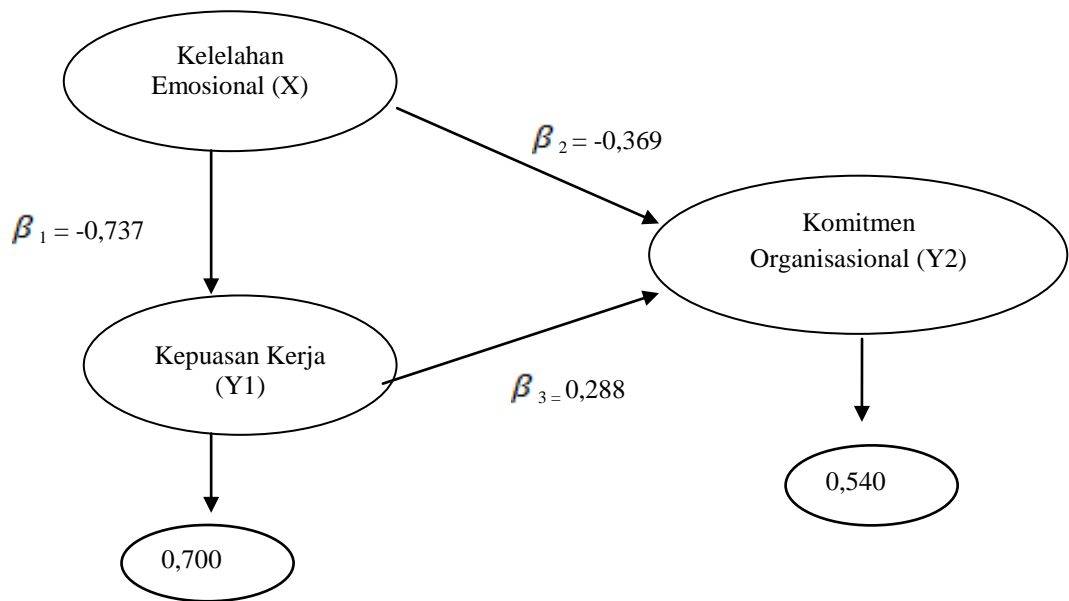 Kelelahan
Emosional (X)
β 2 = -0,369
Komitmen
Organisasional (Y2)
β 1 = -0,737
Kepuasan Kerja
(Y1)
β 3 = 0,288
0,540
0,700